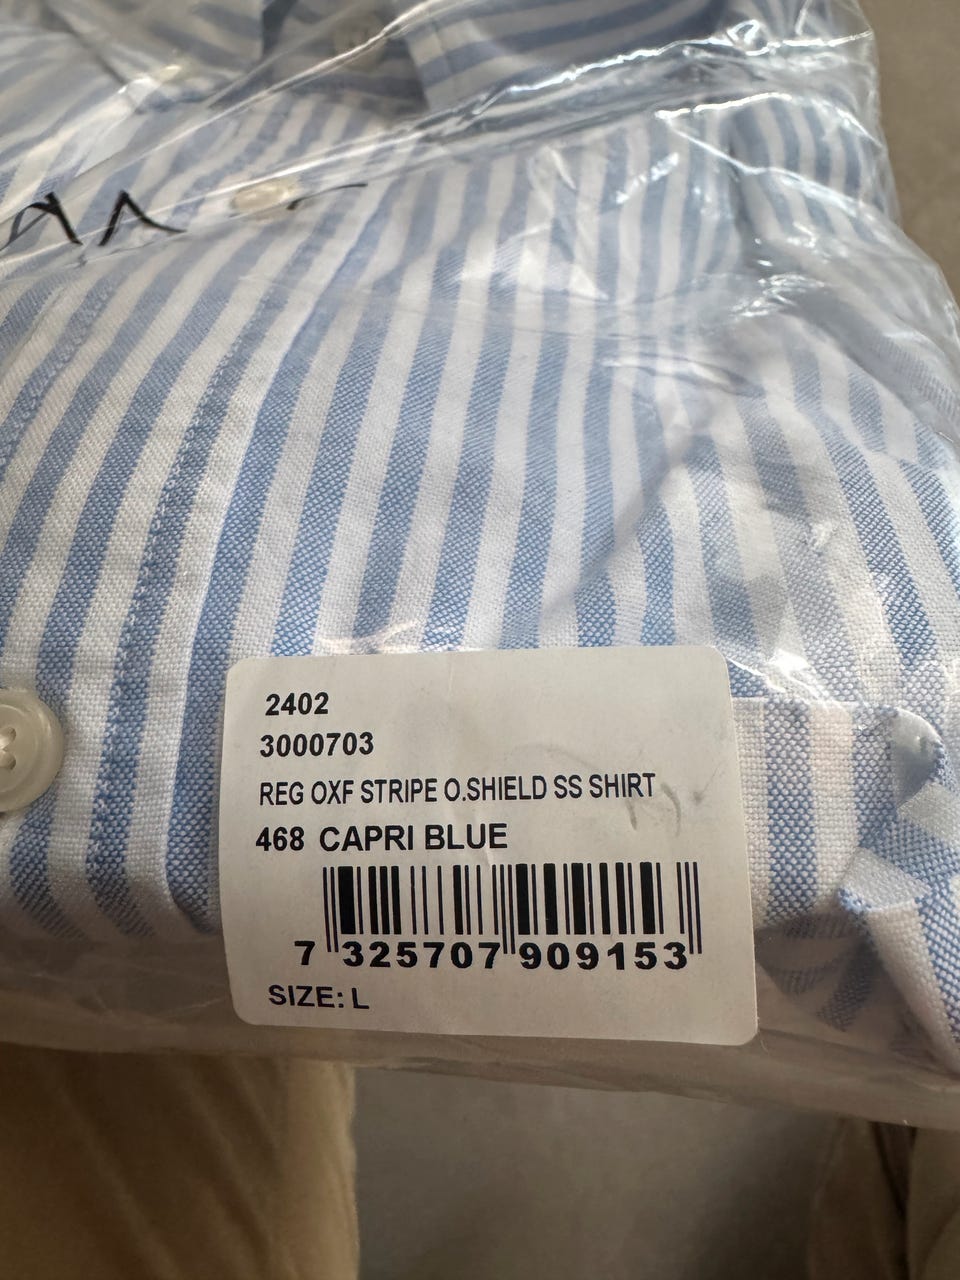 2402
3000703
REG OXF STRIPE O.SHIELD SS SHIRT
468 CAPRI BLUE
7 325707 909153
SIZE: L